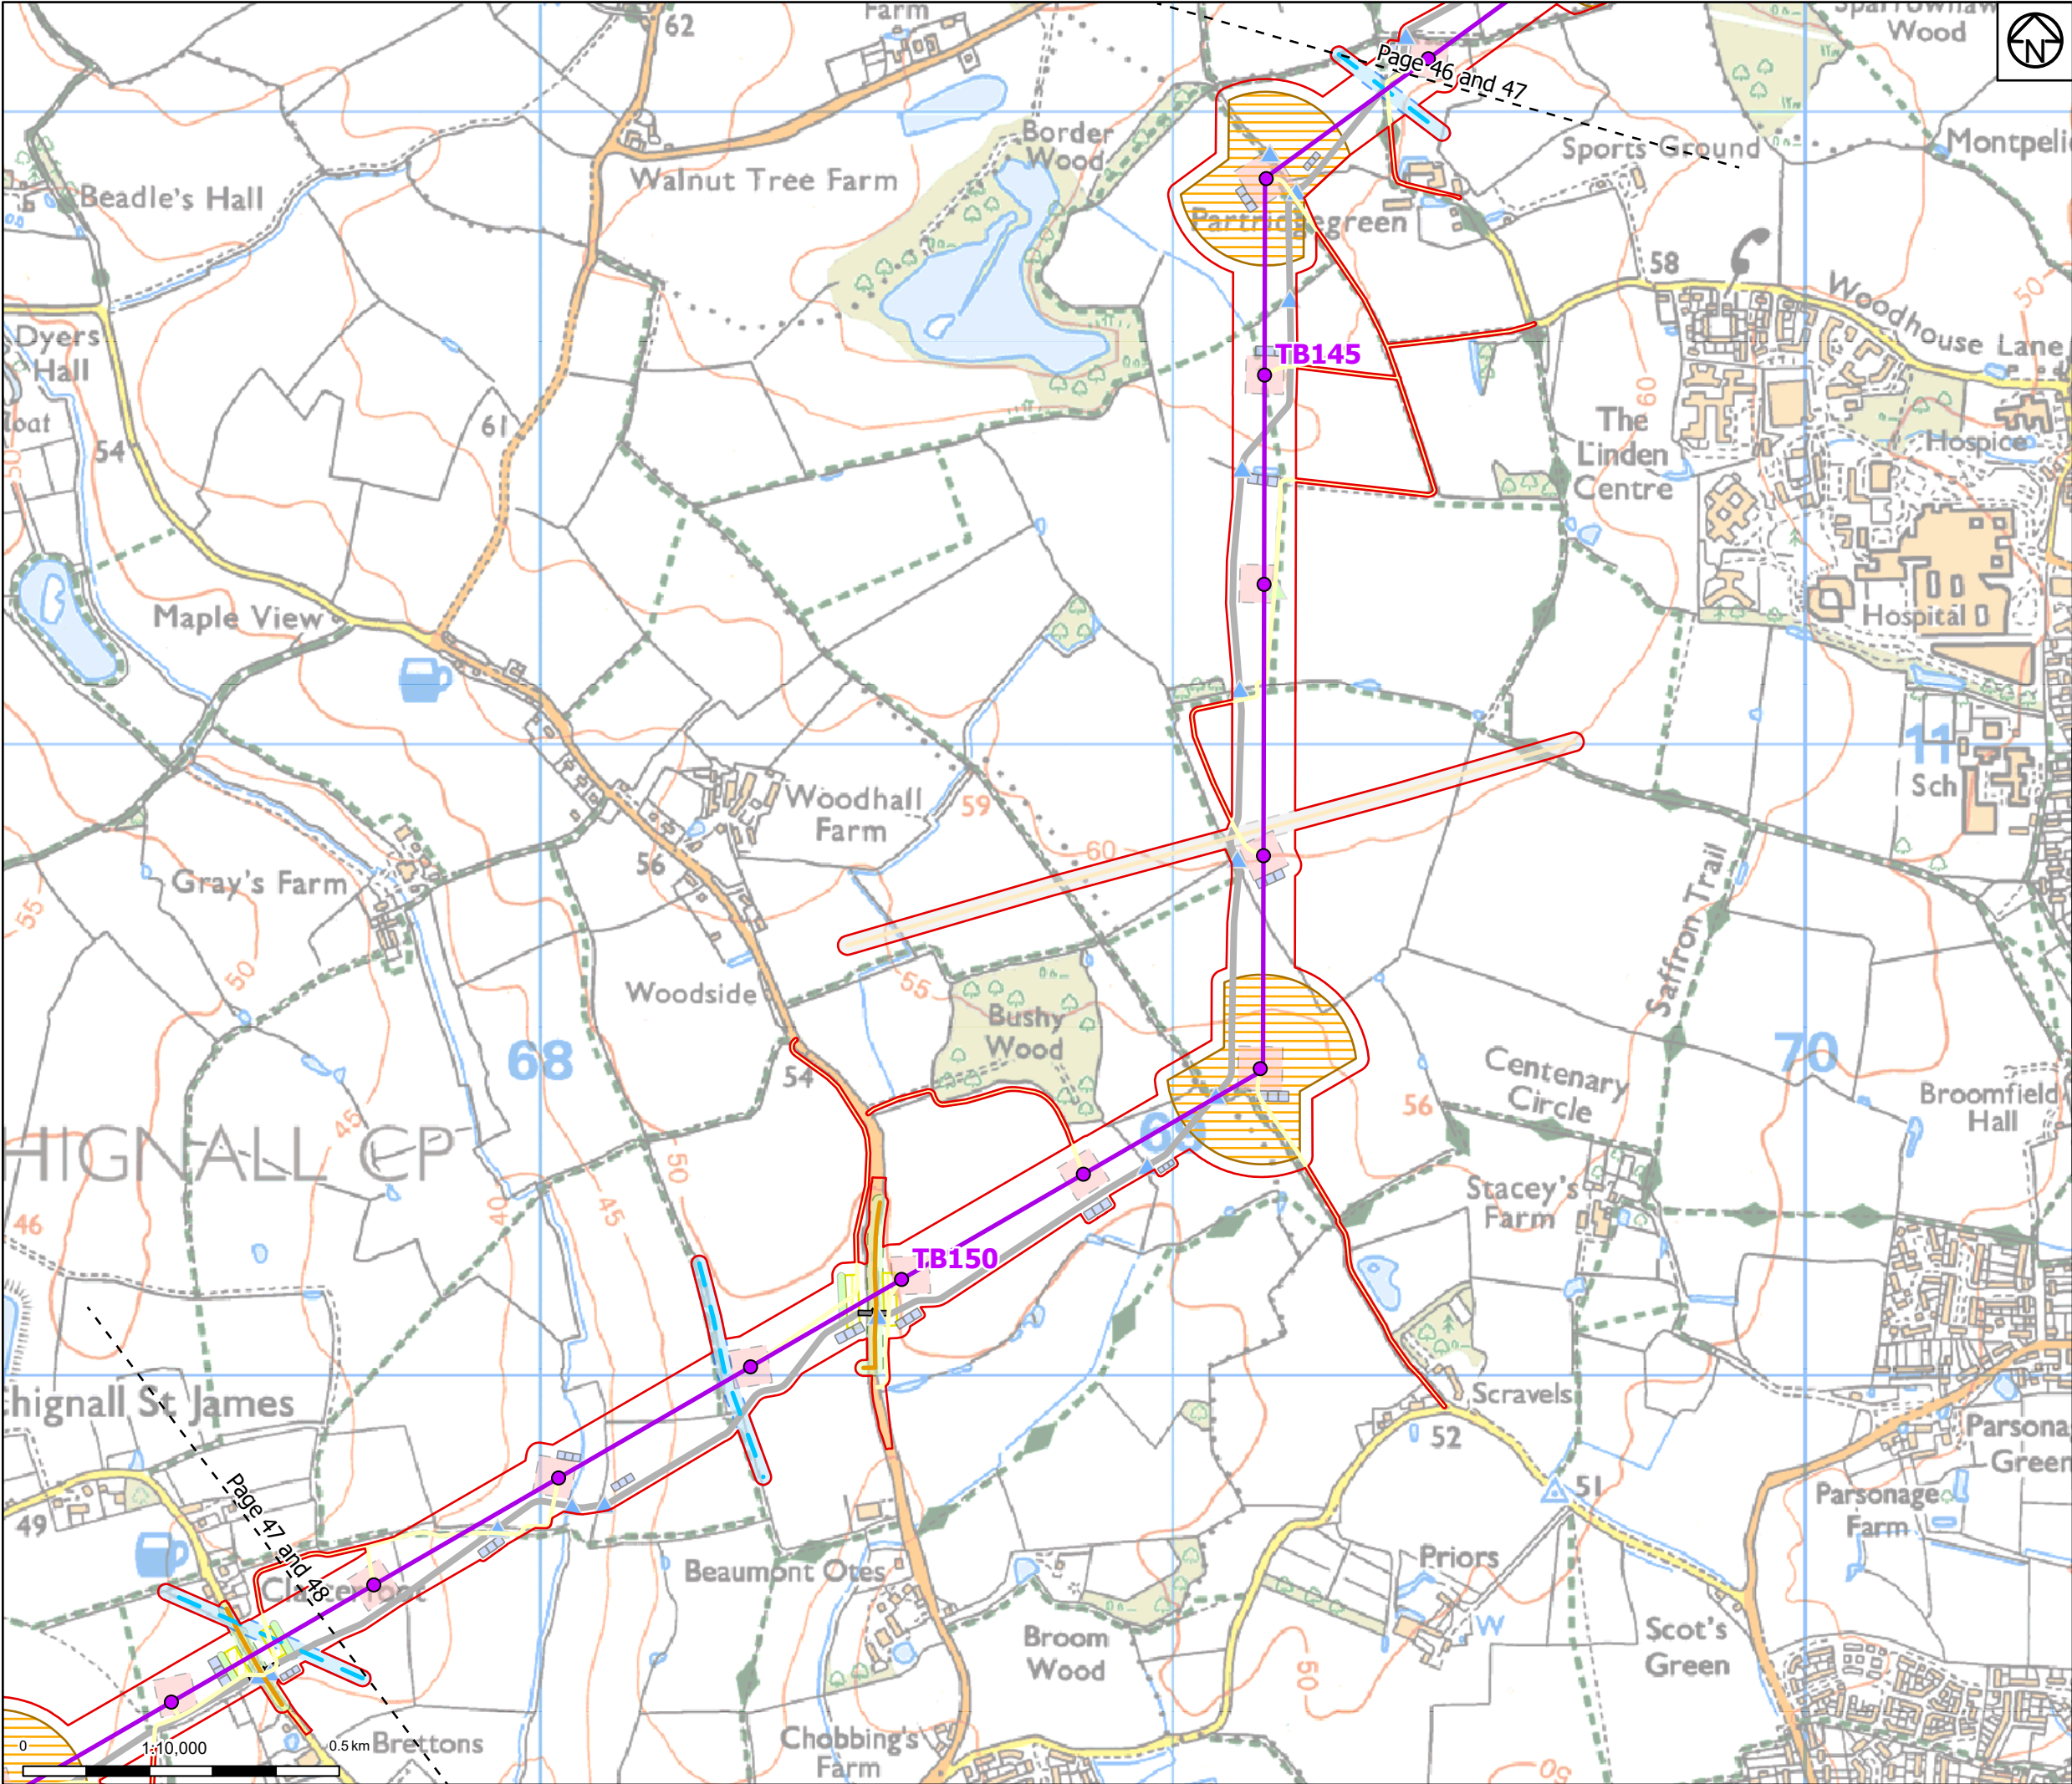 62
Farm
Wood
N
Page 46 and 47
Border
Wood
Sports Ground
Walnut Tree Farm
Beadle's Hall
Partridgegreen
58
Woodhouse Lane
50
Dyers
Hall
TB145
60
61
54
The
Linden
Centre
Hospice
50
Maple View
Hospital
11
Sch
Woodhall
Farm
59
60
56
Gray's Farm
55
50
Saffron Trail
55
Woodside
Bushy
Wood
68
70
54
Centenary
Circle
56
Broomfield
Hall
45
HIGNALL CP
50
40
45
46
Stacey's
Farm
TB150
hignall St James
Scravels
52
Parsona
Green
51
49
Page 47 and 48
Parsonage
Farm
Priors
Beaumont Otes
W
Broom
Wood
Scot's
Green
50
Chobbing's
Farm
Brettons
0
1:10,000
0.5 km
50